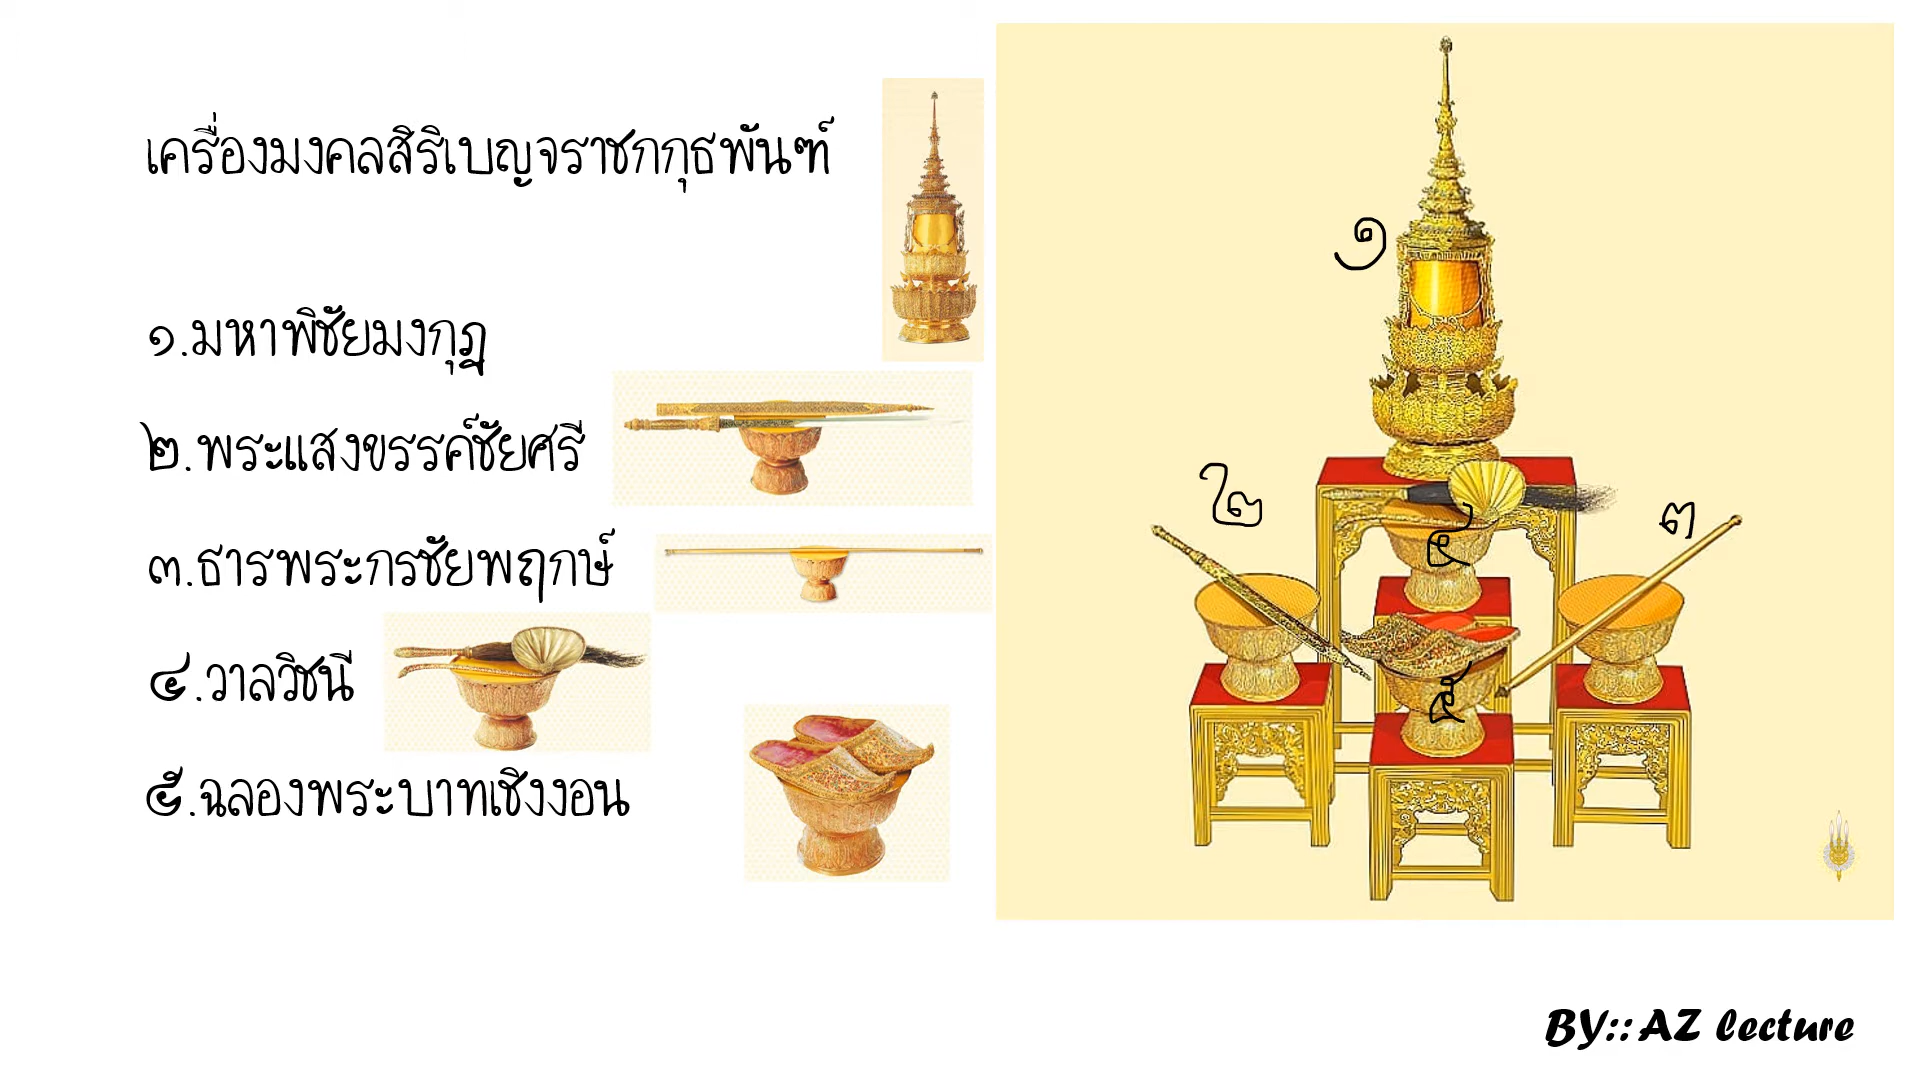 เครื่องมงคลสิริเบญจราชกกุธพันฑ์
๑.มหาพิชัยมงกุฎ
๒.พระแสงขรรค์ชัยศรี
๓.ธารพระกรชัยพฤกษ์
๔.วาลวิชนี
๕.ฉลองพระบาทเชิงงอน
๑
๒
๓
๔
๕
BY:: AZ lecture